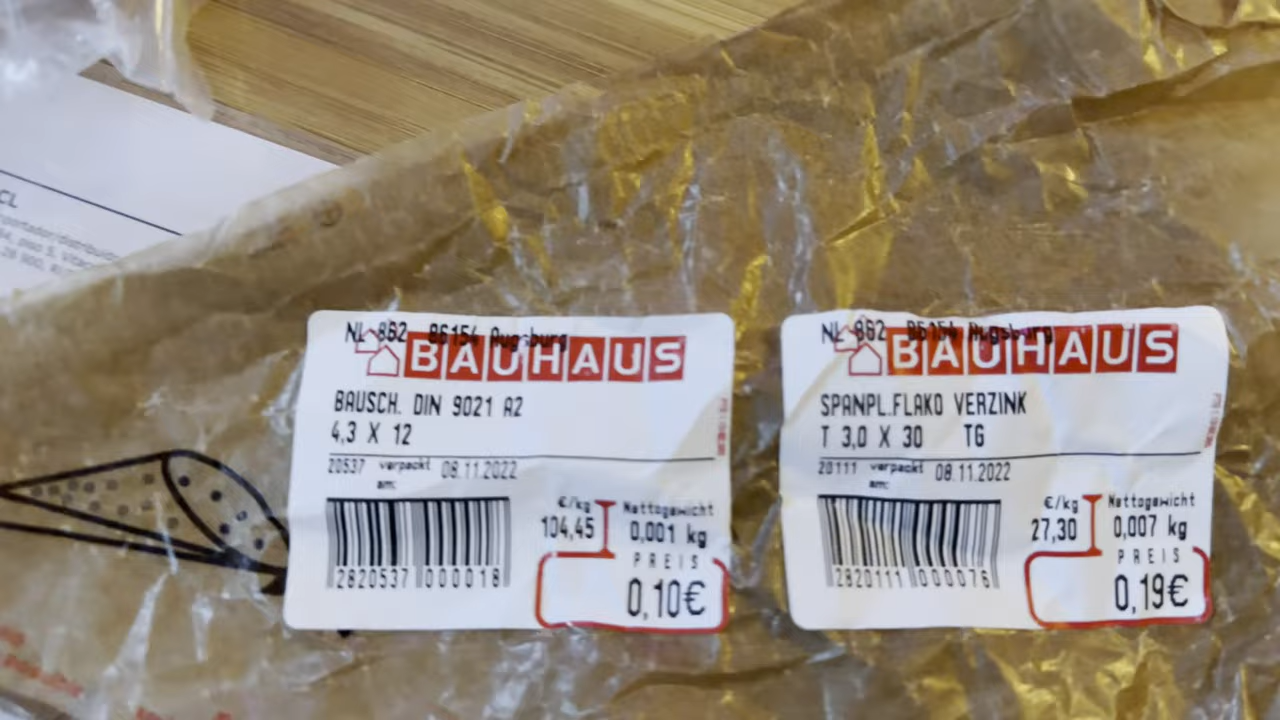 CL
NL 862 86154 Augsburg
BAUHAUS
BAUSCH. DIN 9021 A2
4,3 X 12
20537 verpackt am: 08.11.2022
€/kg Nettogewicht
104,45 0,001 kg
PREIS
2820537 000018
0,10€
NL 862 86154 Augsburg
BAUHAUS
SPANPL.FLAKO VERZINK
T 3,0 X 30 TG
20111 verpackt am: 08.11.2022
€/kg Nettogewicht
27,30 0,007 kg
PREIS
2820111 000076
0,19€